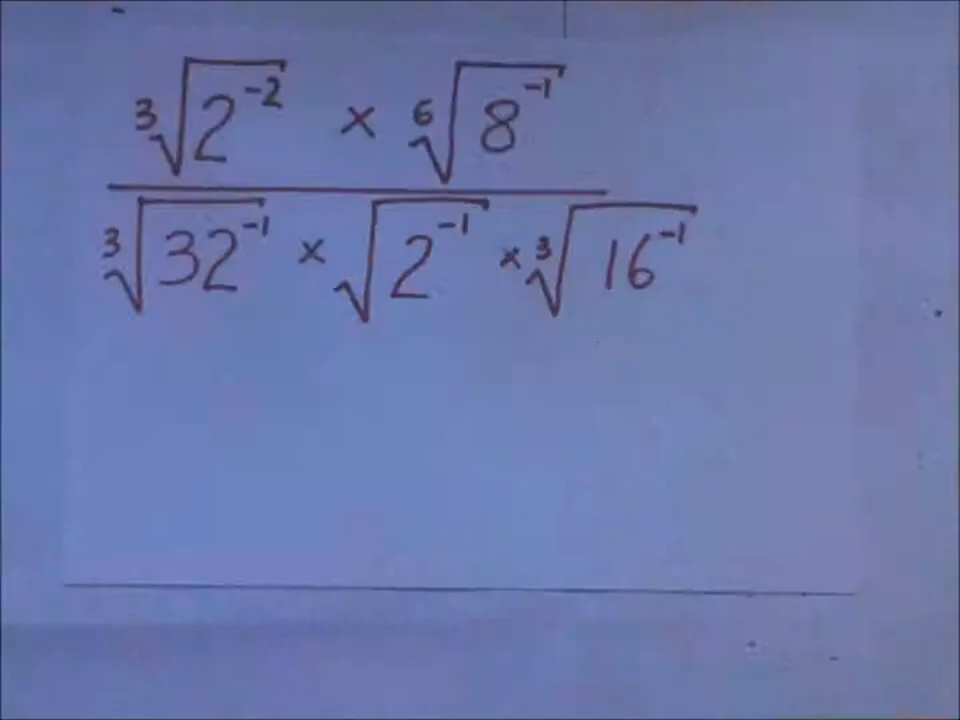 ∛(2⁻²) × ⁶√(8⁻¹)
∛(32⁻¹) × √(2⁻¹) × ∛(16⁻¹)